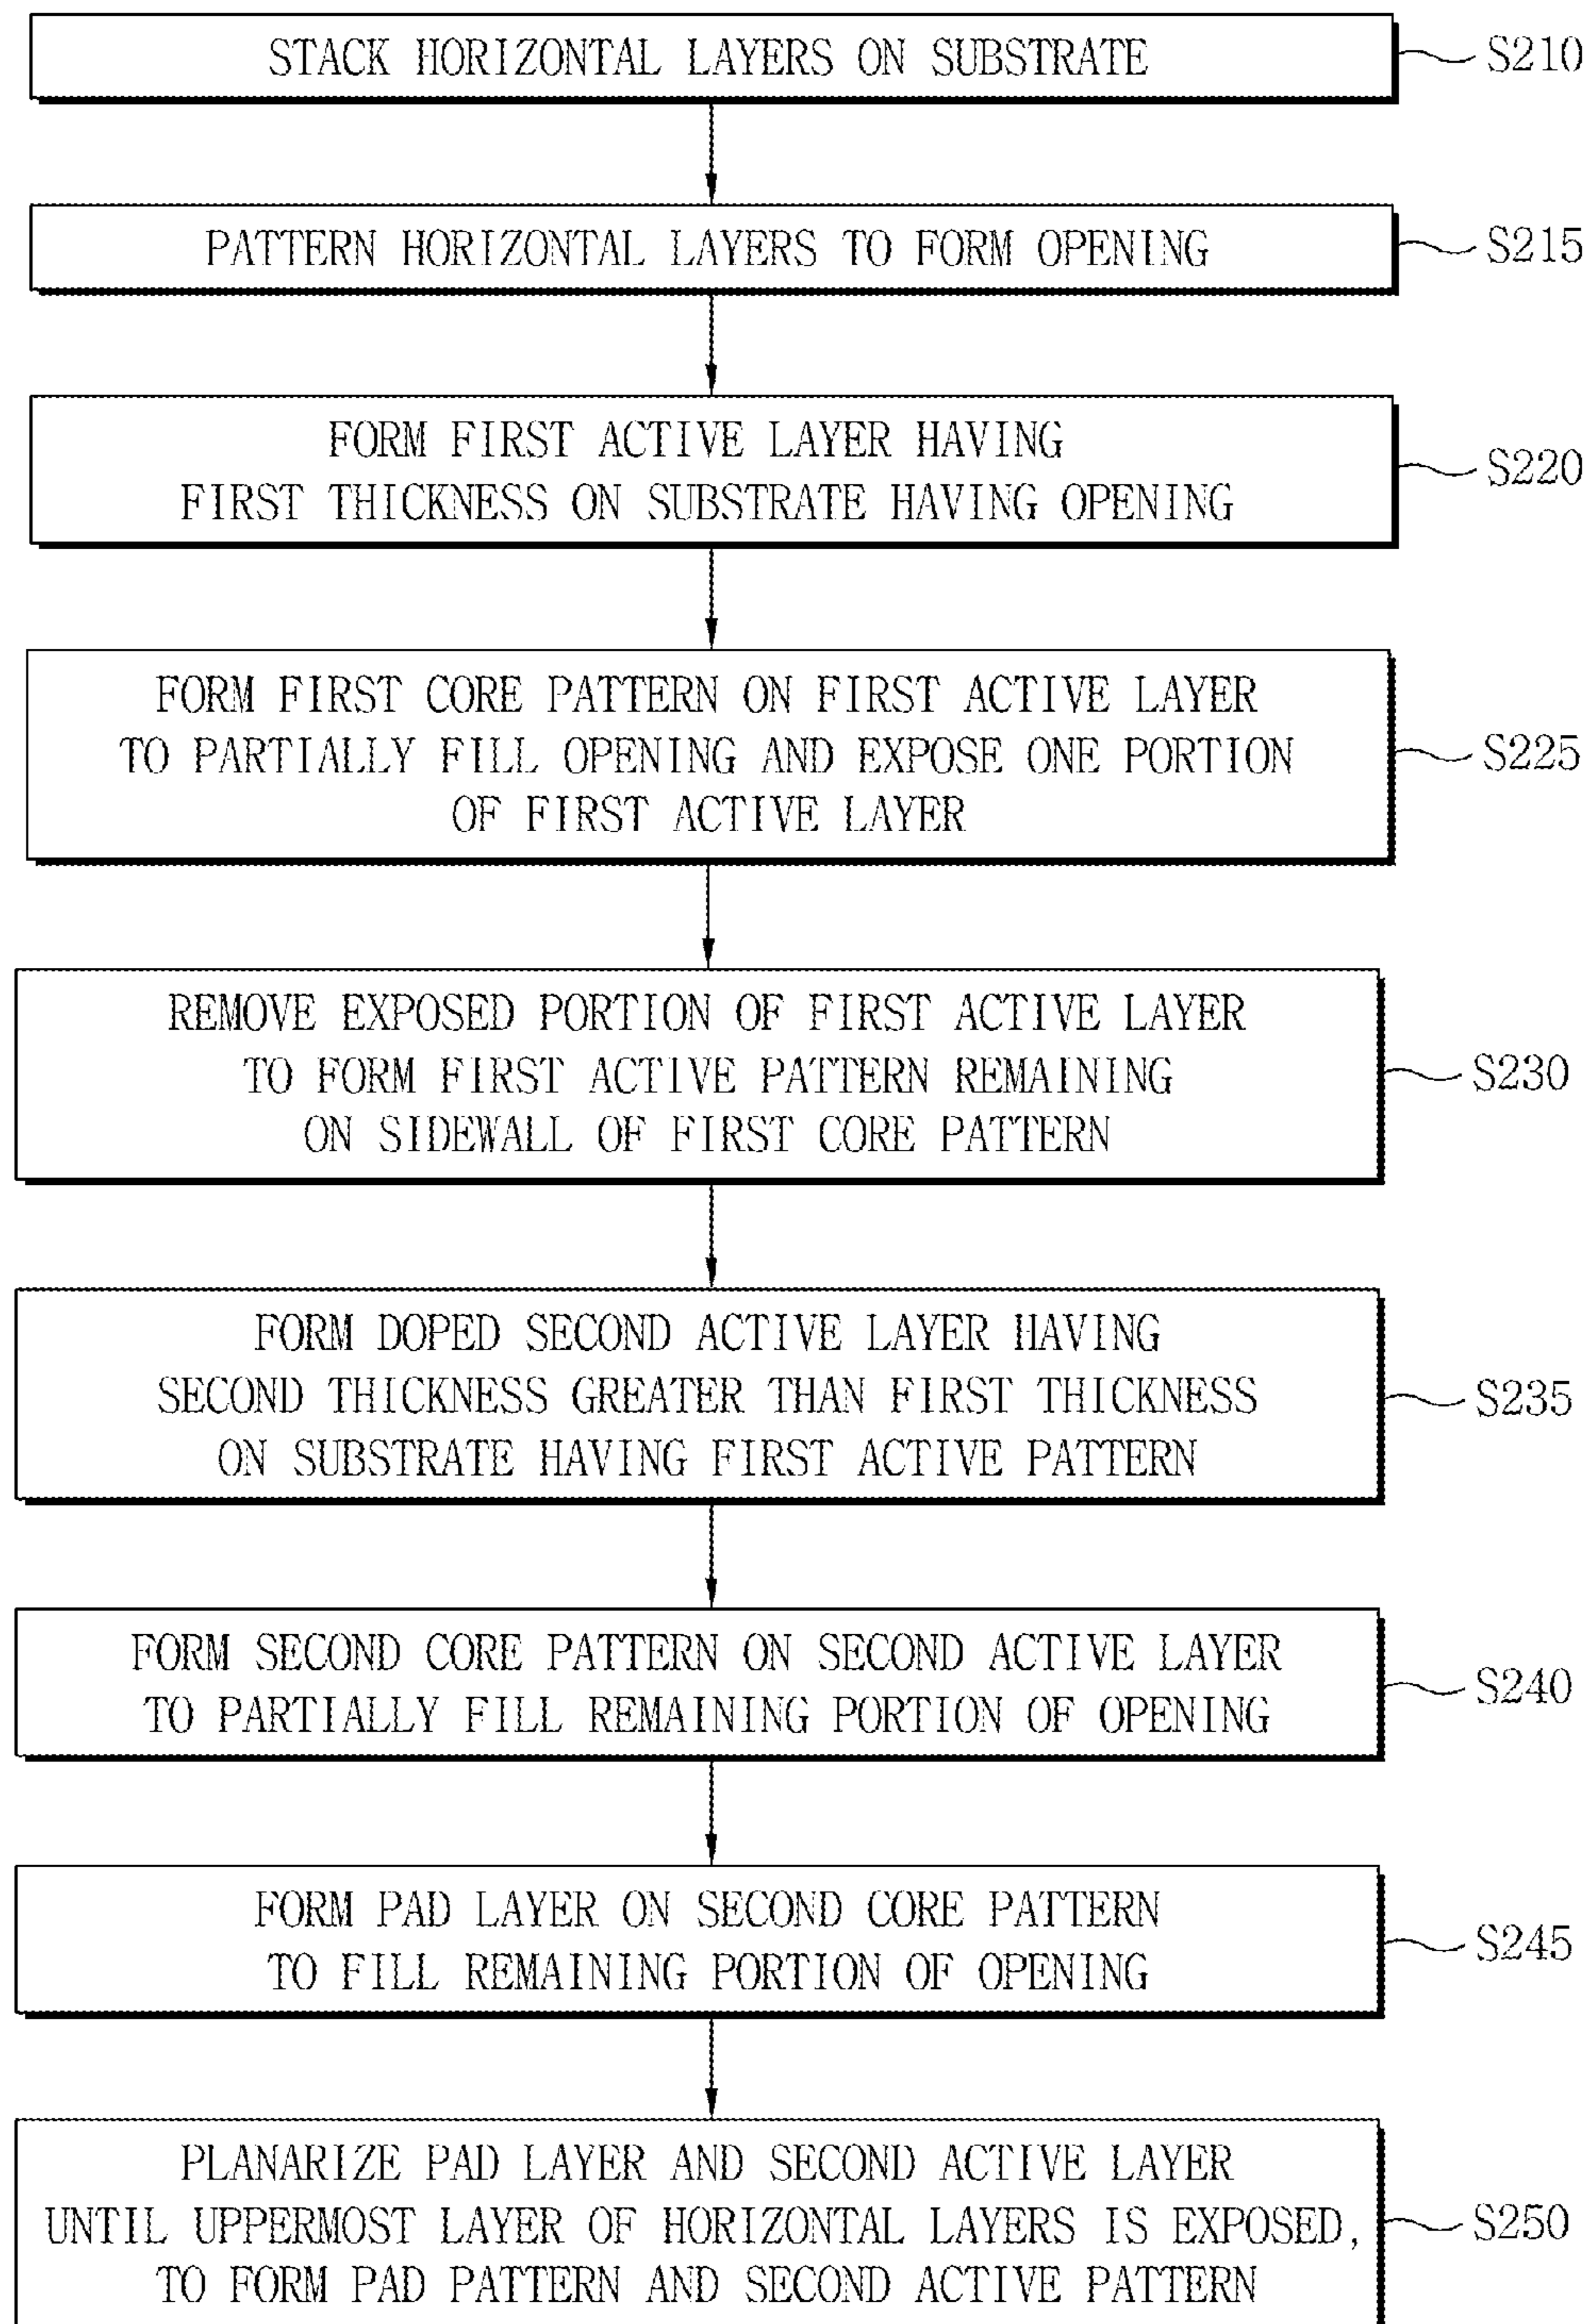 STACK HORIZONTAL LAYERS ON SUBSTRATE
S210
PATTERN HORIZONTAL LAYERS TO FORM OPENING
S215
FORM FIRST ACTIVE LAYER HAVING
FIRST THICKNESS ON SUBSTRATE HAVING OPENING
S220
FORM FIRST CORE PATTERN ON FIRST ACTIVE LAYER
TO PARTIALLY FILL OPENING AND EXPOSE ONE PORTION
OF FIRST ACTIVE LAYER
S225
REMOVE EXPOSED PORTION OF FIRST ACTIVE LAYER
TO FORM FIRST ACTIVE PATTERN REMAINING
ON SIDEWALL OF FIRST CORE PATTERN
S230
FORM DOPED SECOND ACTIVE LAYER HAVING
SECOND THICKNESS GREATER THAN FIRST THICKNESS
ON SUBSTRATE HAVING FIRST ACTIVE PATTERN
S235
FORM SECOND CORE PATTERN ON SECOND ACTIVE LAYER
TO PARTIALLY FILL REMAINING PORTION OF OPENING
S240
FORM PAD LAYER ON SECOND CORE PATTERN
TO FILL REMAINING PORTION OF OPENING
S245
PLANARIZE PAD LAYER AND SECOND ACTIVE LAYER
UNTIL UPPERMOST LAYER OF HORIZONTAL LAYERS IS EXPOSED,
TO FORM PAD PATTERN AND SECOND ACTIVE PATTERN
S250